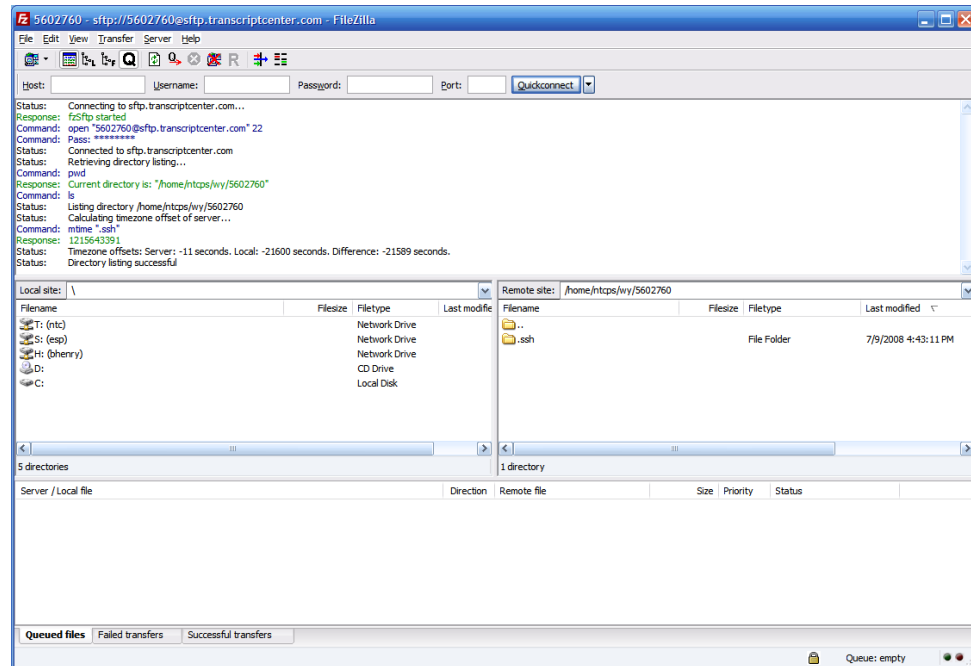 5602760 - sftp://5602760@sftp.transcriptcenter.com - FileZilla
File Edit View Transfer Server Help
Host: Username: Password: Port: Quickconnect
Status: Connecting to sftp.transcriptcenter.com...
Response: fzSftp started
Command: open "5602760@sftp.transcriptcenter.com" 22
Command: Pass: ********
Status: Connected to sftp.transcriptcenter.com
Status: Retrieving directory listing...
Command: pwd
Response: Current directory is: "/home/ntcps/wy/5602760"
Command: ls
Status: Listing directory /home/ntcps/wy/5602760
Status: Calculating timezone offset of server...
Command: mtime ".ssh"
Response: 1215643391
Status: Timezone offsets: Server: -11 seconds. Local: -21600 seconds. Difference: -21589 seconds.
Status: Directory listing successful
Local site: \
Filename Filesize Filetype Last modifie
T: (ntc) Network Drive
S: (esp) Network Drive
H: (bhenry) Network Drive
D: CD Drive
C: Local Disk
5 directories
Remote site: /home/ntcps/wy/5602760
Filename Filesize Filetype Last modified
..
.ssh File Folder 7/9/2008 4:43:11 PM
1 directory
Server / Local file Direction Remote file Size Priority Status
Queued files Failed transfers Successful transfers
Queue: empty